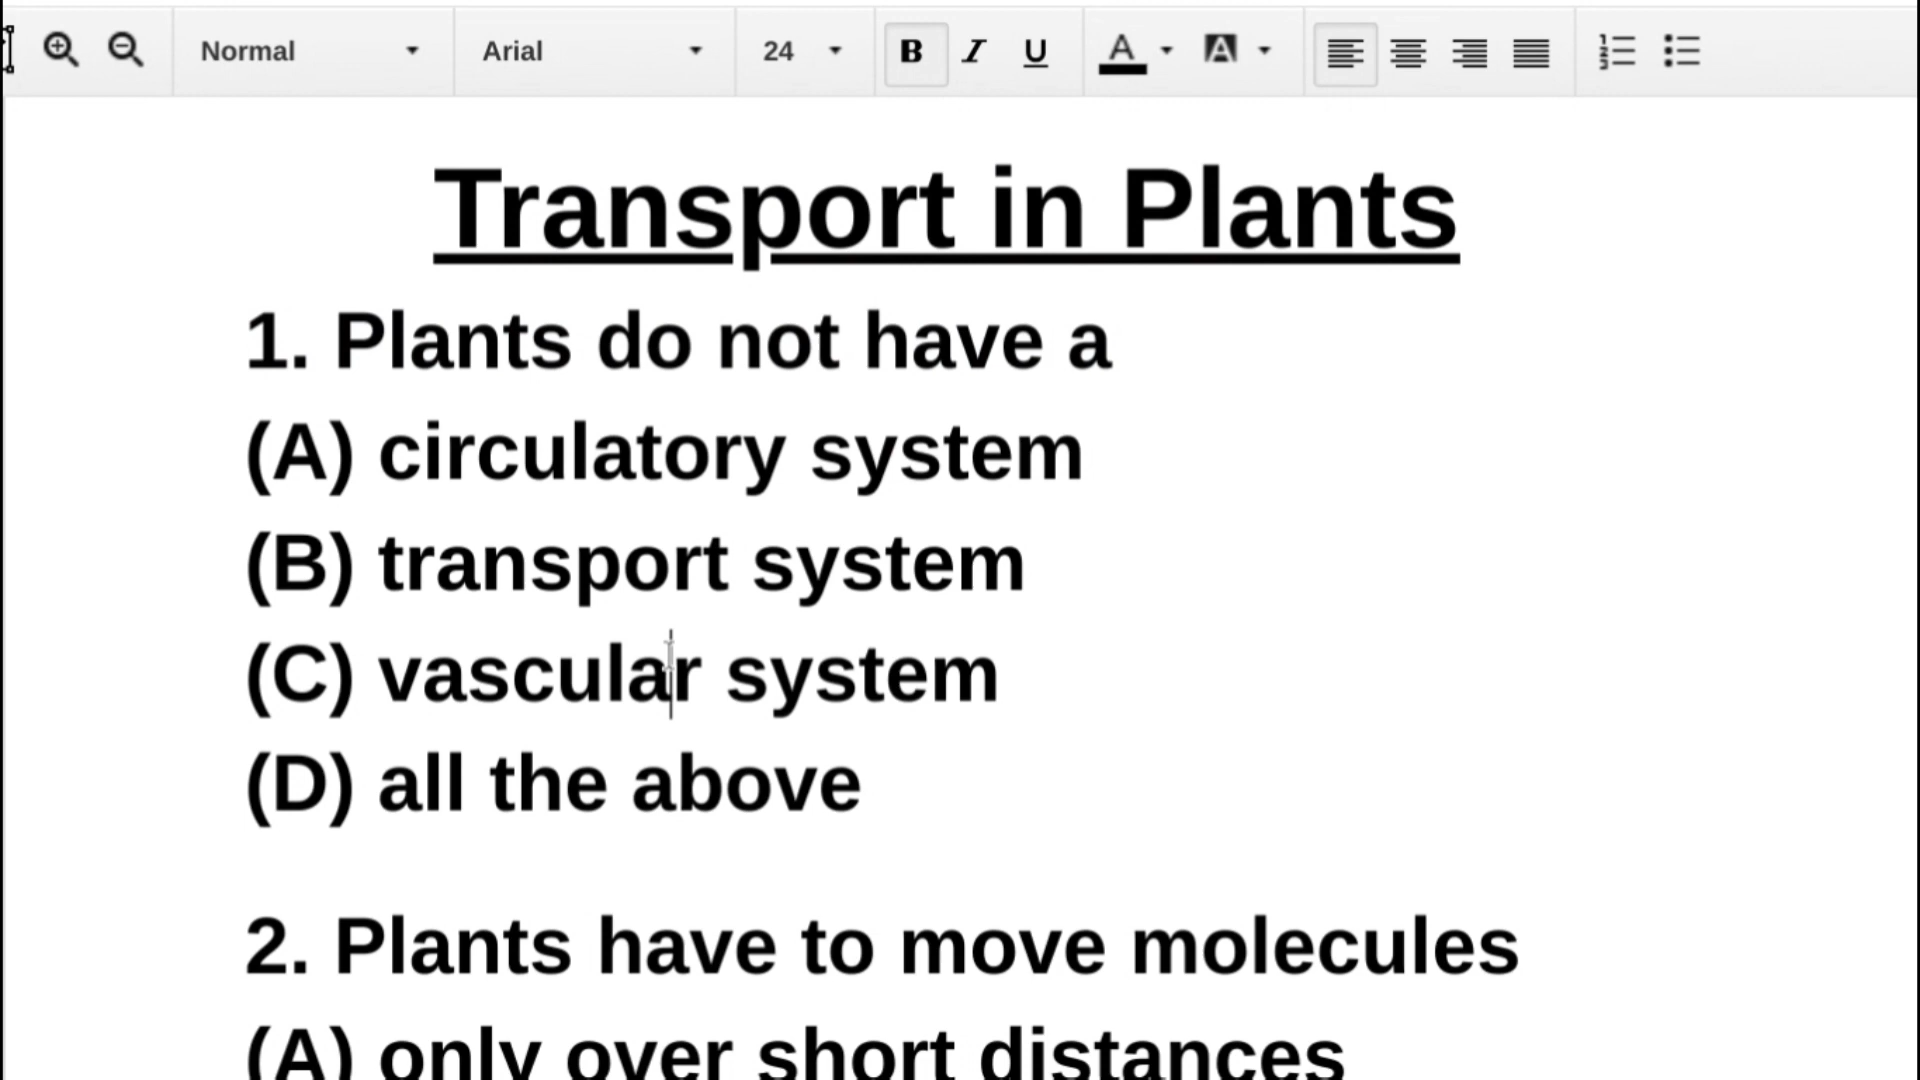 Normal Arial 24 B I U A A
Transport in Plants
1. Plants do not have a
(A) circulatory system
(B) transport system
(C) vascular system
(D) all the above
2. Plants have to move molecules
(A) only over short distances